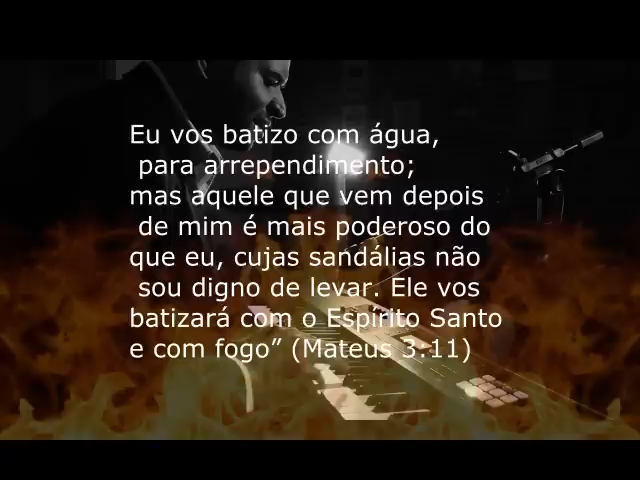 Eu vos batizo com água,
para arrependimento;
mas aquele que vem depois
de mim é mais poderoso do
que eu, cujas sandálias não
sou digno de levar. Ele vos
batizará com o Espírito Santo
e com fogo” (Mateus 3:11)